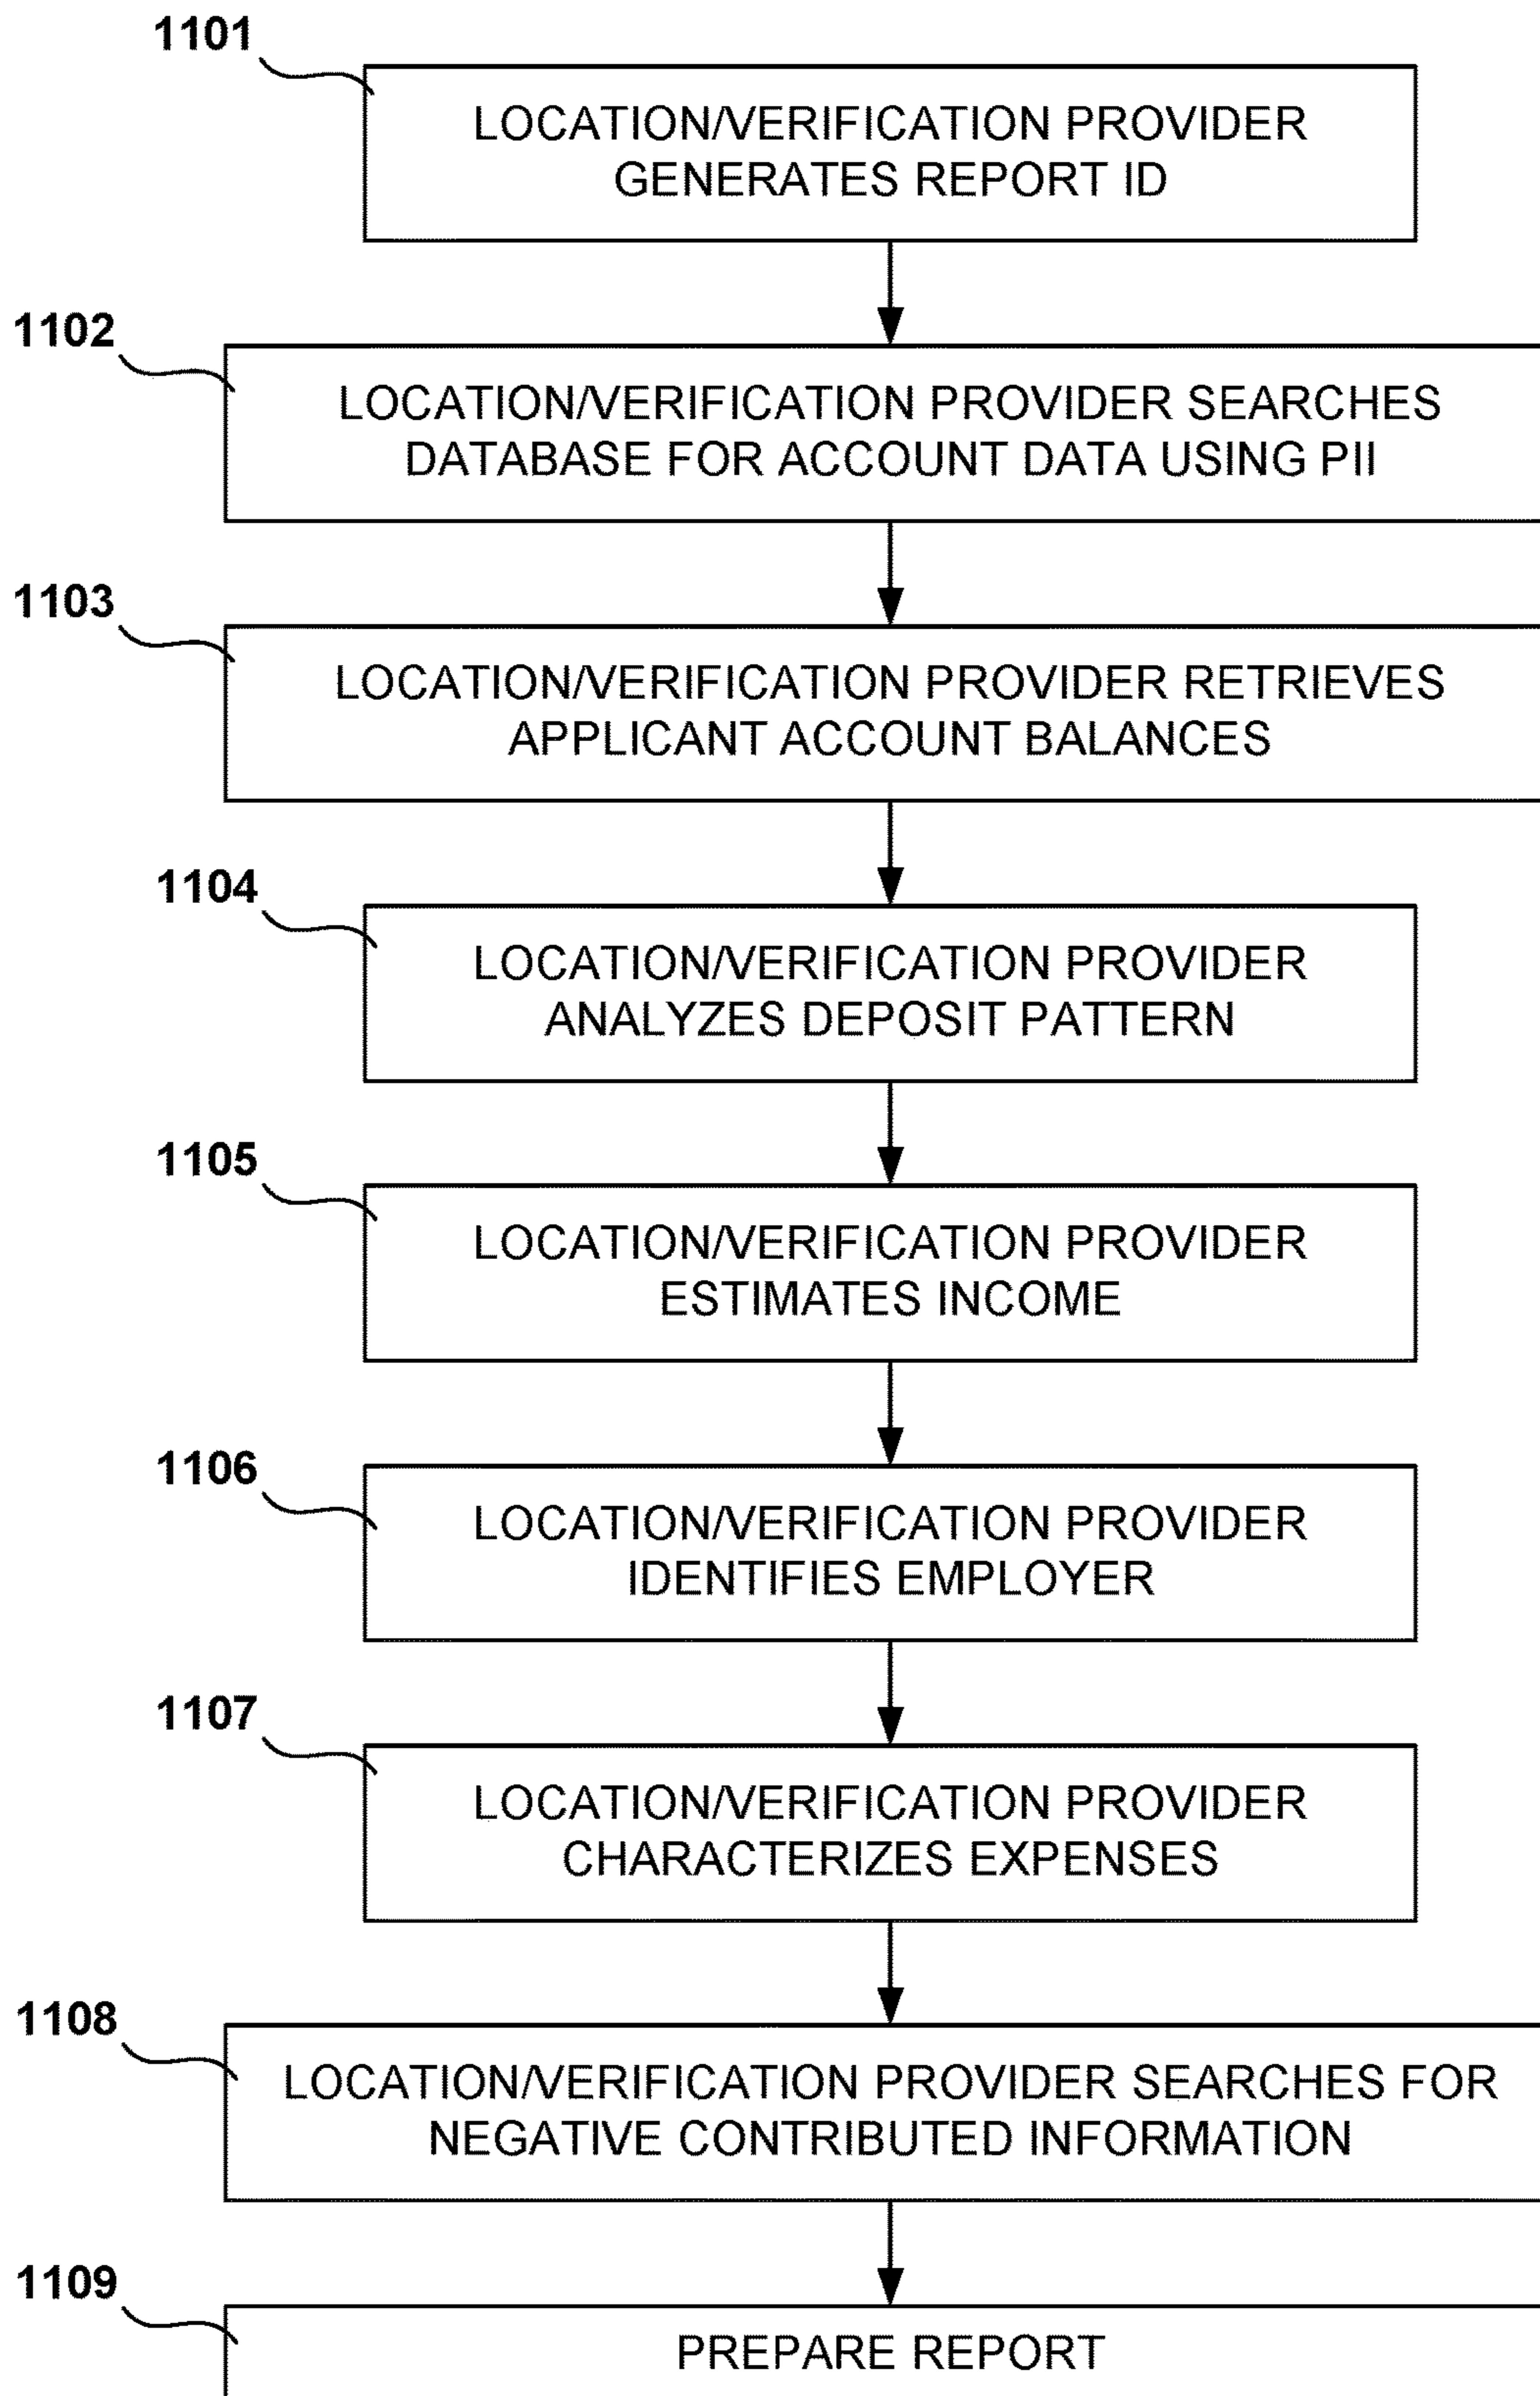 1101
LOCATION/VERIFICATION PROVIDER
GENERATES REPORT ID
1102
LOCATION/VERIFICATION PROVIDER SEARCHES
DATABASE FOR ACCOUNT DATA USING PII
1103
LOCATION/VERIFICATION PROVIDER RETRIEVES
APPLICANT ACCOUNT BALANCES
1104
LOCATION/VERIFICATION PROVIDER
ANALYZES DEPOSIT PATTERN
1105
LOCATION/VERIFICATION PROVIDER
ESTIMATES INCOME
1106
LOCATION/VERIFICATION PROVIDER
IDENTIFIES EMPLOYER
1107
LOCATION/VERIFICATION PROVIDER
CHARACTERIZES EXPENSES
1108
LOCATION/VERIFICATION PROVIDER SEARCHES FOR
NEGATIVE CONTRIBUTED INFORMATION
1109
PREPARE REPORT